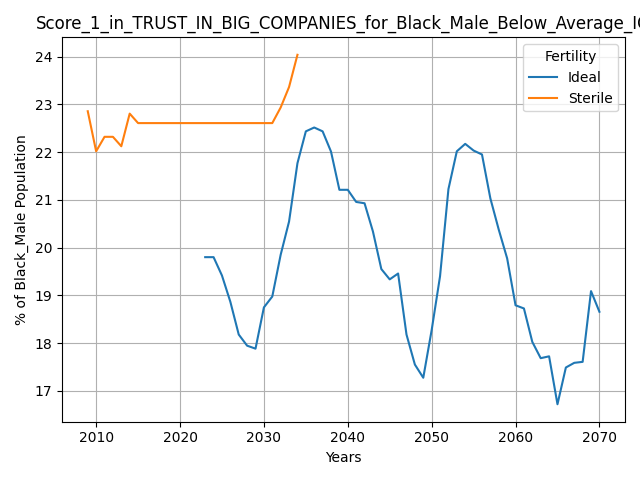 Score_1_in_TRUST_IN_BIG_COMPANIES_for_Black_Male_Below_Average_IQ
Fertility
Ideal
Sterile
% of Black_Male Population
24
23
22
21
20
19
18
17
2010 2020 2030 2040 2050 2060 2070
Years